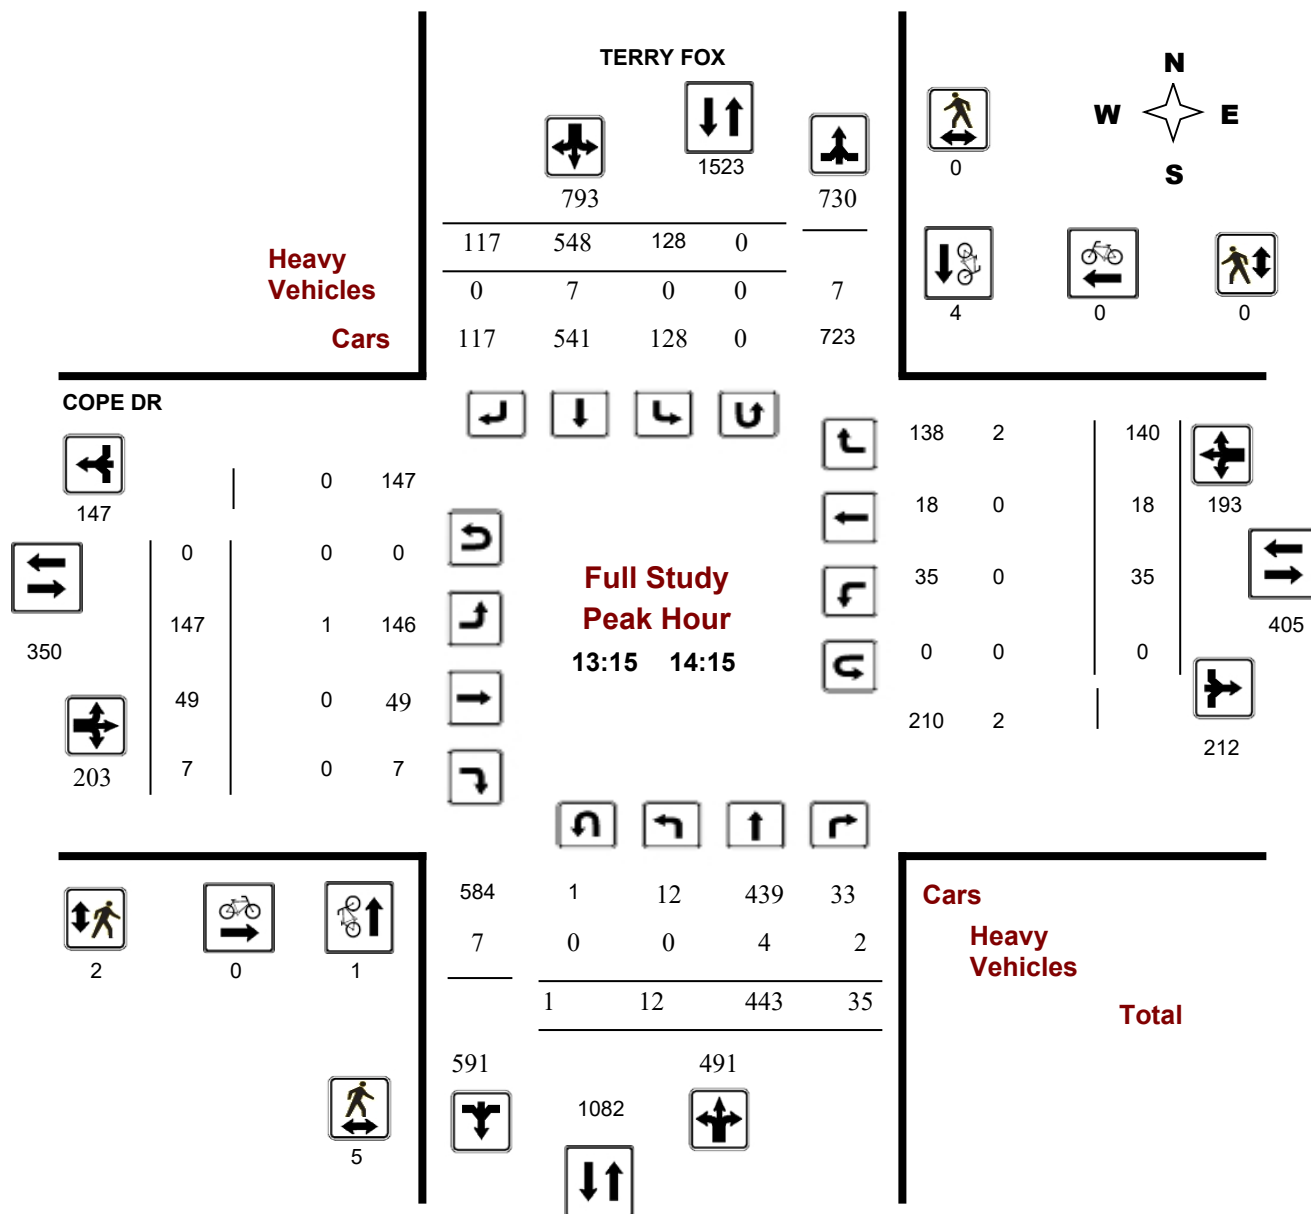 TERRY FOX
N
W E
S
1523
793 730
0
117 548 128 0
Heavy
Vehicles 0 7 0 0 7
Cars 117 541 128 0 723
4 0 0
COPE DR
138 2 140
0 147
147
18 0 18 193
0 0 0
Full Study
Peak Hour
13:15 14:15
35 0 35
405
147 1 146
350
0 0 0
49 0 49
210 2
212
203 7 0 7
584 1 12 439 33 Cars
7 0 0 4 2 Heavy
Vehicles
2 0 1
1 12 443 35 Total
591 491
1082
5